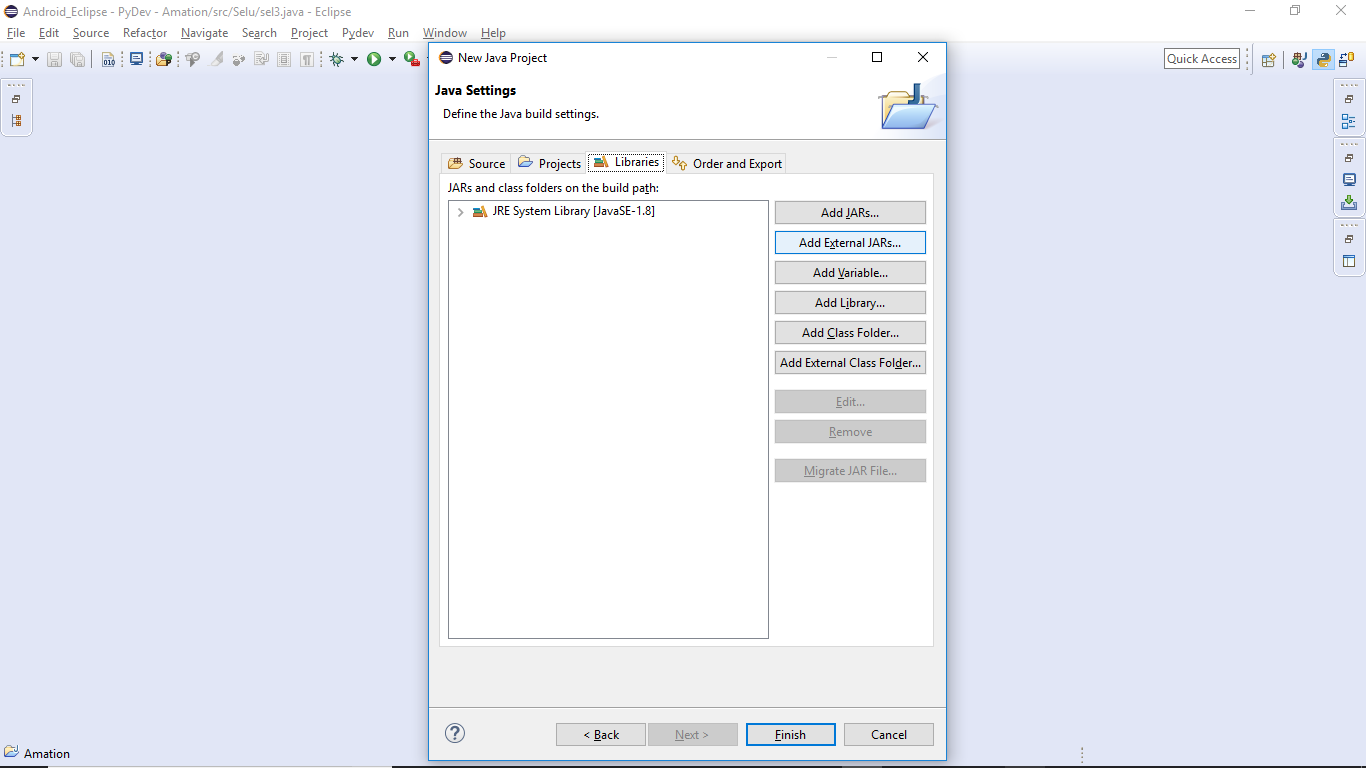 Android_Eclipse - PyDev - Amation/src/Selu/sel3.java - Eclipse
File Edit Source Refactor Navigate Search Project Pydev Run Window Help
Quick Access
New Java Project
Java Settings
Define the Java build settings.
Source Projects Libraries Order and Export
JARs and class folders on the build path:
JRE System Library [JavaSE-1.8]
Add JARs...
Add External JARs...
Add Variable...
Add Library...
Add Class Folder...
Add External Class Folder...
Edit...
Remove
Migrate JAR File...
< Back Next > Finish Cancel
Amation